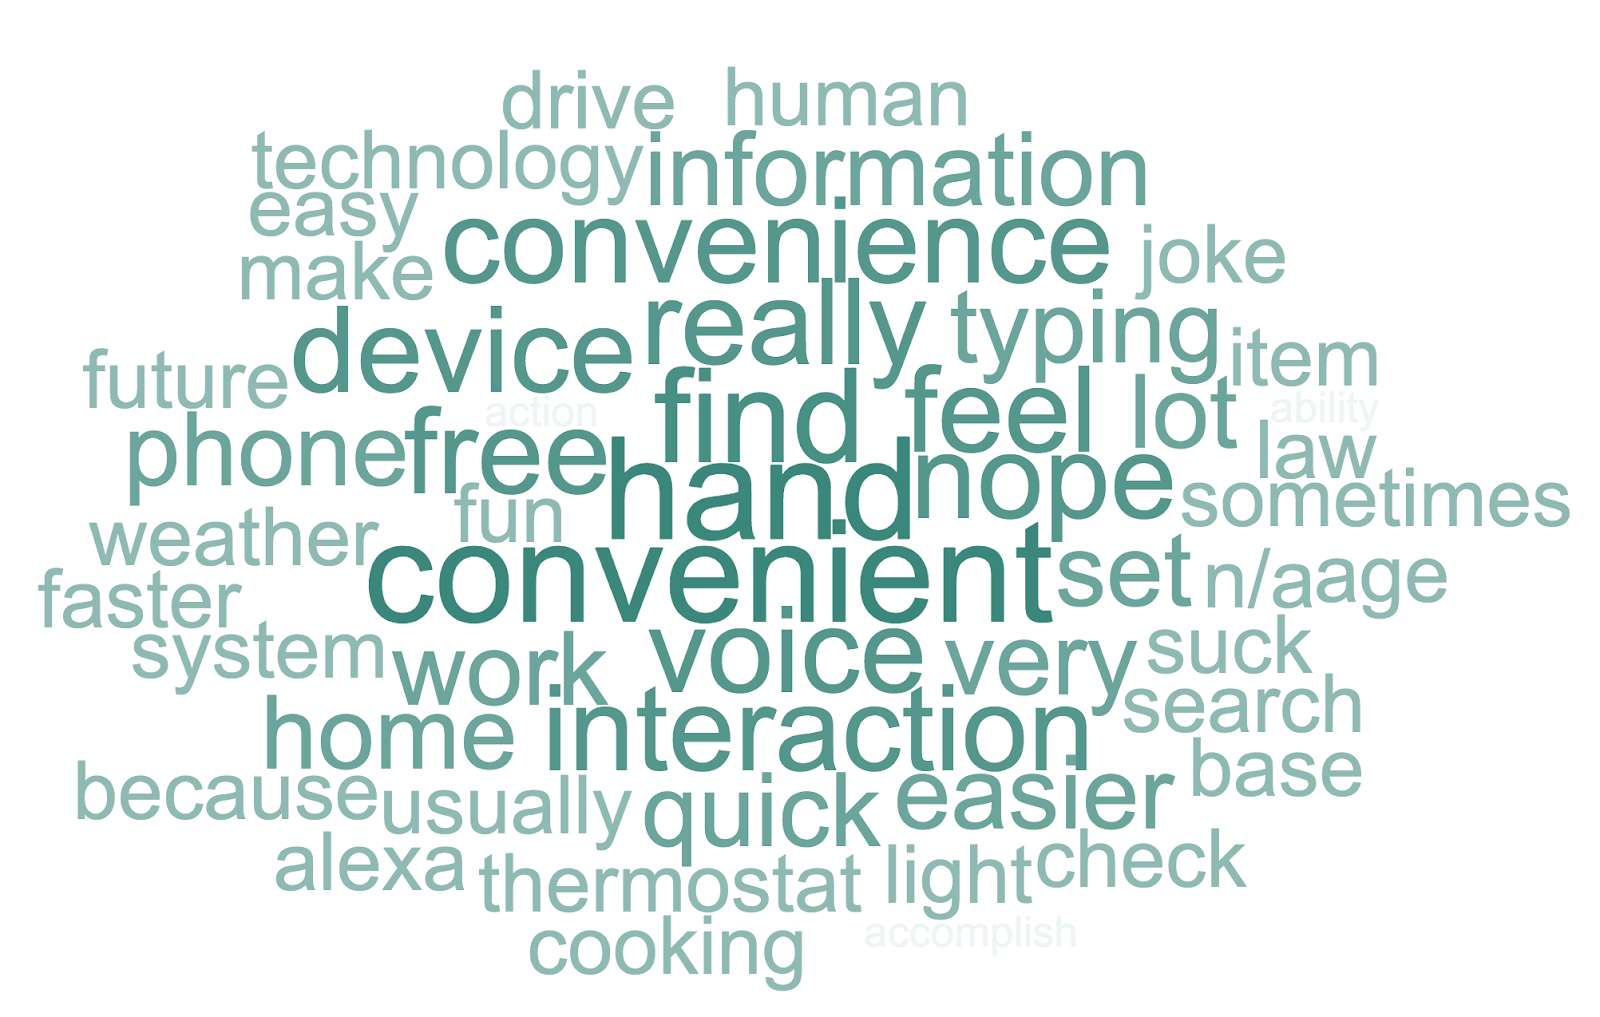 drive human
technology information
easy convenience joke
make
device really typing item
future find feel lot
action ability
phone free law
hand nope sometimes
weather fun
convenient set n/a age
faster
system work voice very suck
home interaction search
because usually quick easier base
alexa thermostat light check
cooking accomplish